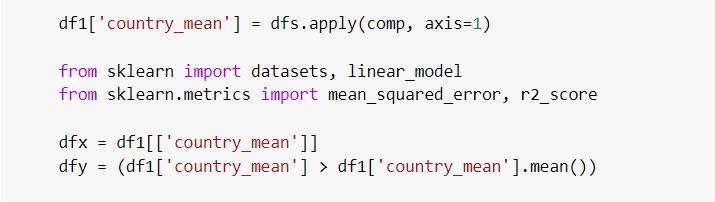 df1['country_mean'] = dfs.apply(comp, axis=1)
from sklearn import datasets, linear_model
from sklearn.metrics import mean_squared_error, r2_score
dfx = df1[['country_mean']]
dfy = (df1['country_mean'] > df1['country_mean'].mean())